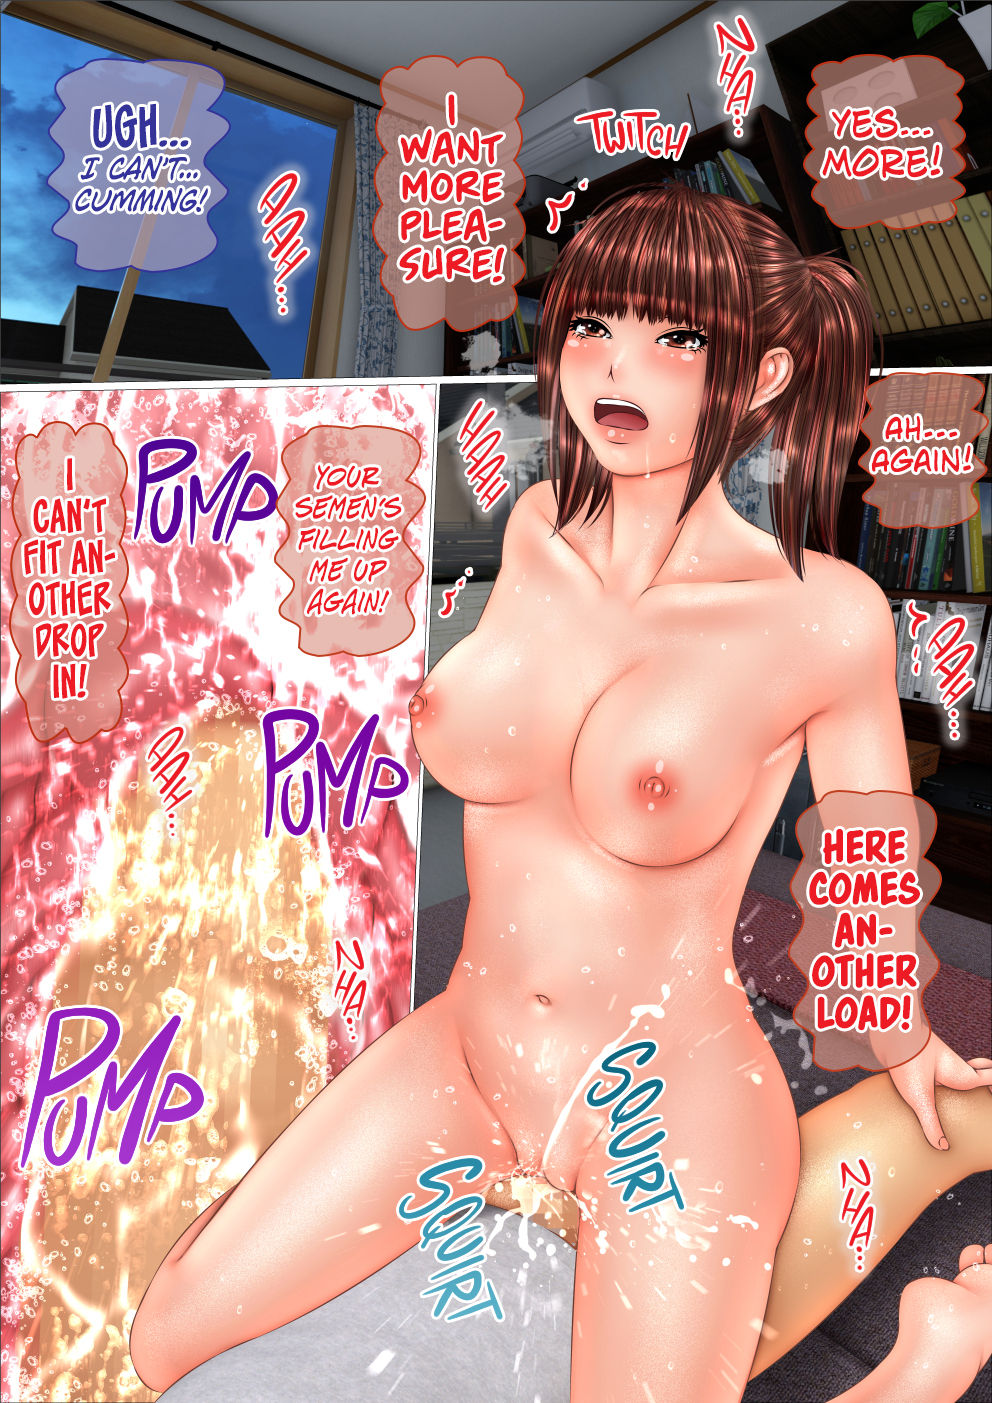 UGH...
I CAN'T...
CUMMING!
I
WANT
MORE
PLEA-
SURE!
YES...
MORE!
NHA...
TWITCH
AAH...
AH...
AGAIN!
HAAH
I
CAN'T
FIT AN-
OTHER
DROP
IN!
PUMP
YOUR
SEMEN'S
FILLING
ME UP
AGAIN!
AAH...
AAH...
PUMP
HERE
COMES
AN-
OTHER
LOAD!
NHA...
PUMP
SQUIRT
SQUIRT
NHA...